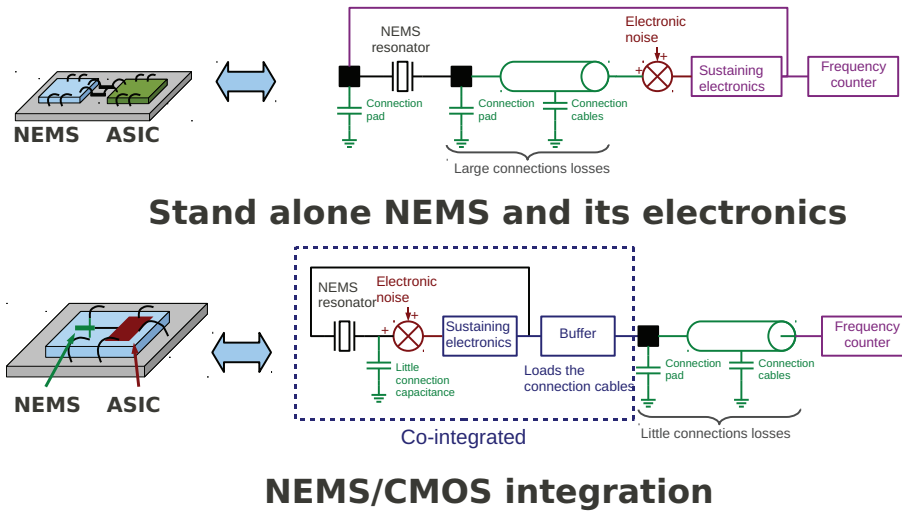 Electronic
noise
NEMS
resonator
+
+
Sustaining
electronics
Frequency
counter
Connection
pad
Connection
pad
Connection
cables
NEMS
ASIC
Large connections losses
Stand alone NEMS and its electronics
NEMS
resonator
Electronic
noise
+
+
Sustaining
electronics
Buffer
Frequency
counter
Little
connection
capacitance
Loads the
connection cables
Connection
pad
Connection
cables
NEMS
ASIC
Little connections losses
Co-integrated
NEMS/CMOS integration